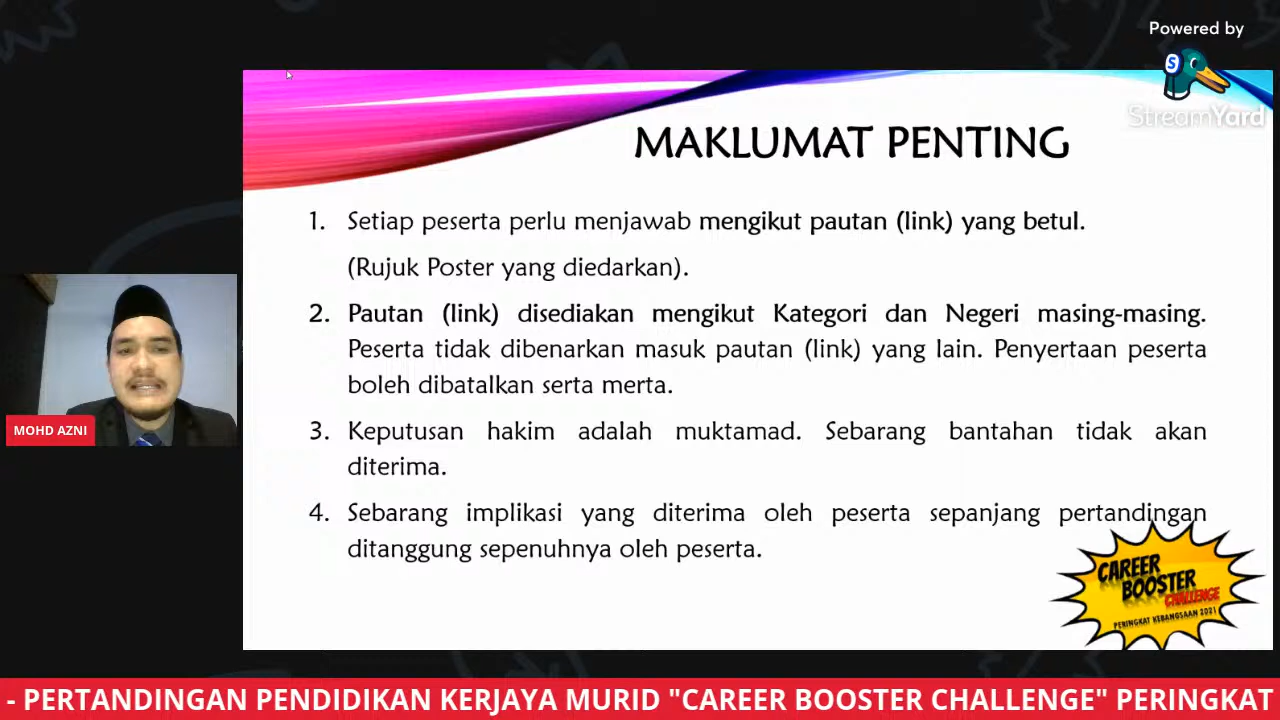 Powered by
StreamYard
MAKLUMAT PENTING
1. Setiap peserta perlu menjawab mengikut pautan (link) yang betul.
(Rujuk Poster yang diedarkan).
2. Pautan (link) disediakan mengikut Kategori dan Negeri masing-masing.
Peserta tidak dibenarkan masuk pautan (link) yang lain. Penyertaan peserta
boleh dibatalkan serta merta.
3. Keputusan hakim adalah muktamad. Sebarang bantahan tidak akan
diterima.
4. Sebarang implikasi yang diterima oleh peserta sepanjang pertandingan
ditanggung sepenuhnya oleh peserta.
MOHD AZNI
CAREER
BOOSTER
CHALLENGE
PERINGKAT KEBANGSAAN 2021
- PERTANDINGAN PENDIDIKAN KERJAYA MURID "CAREER BOOSTER CHALLENGE" PERINGKAT